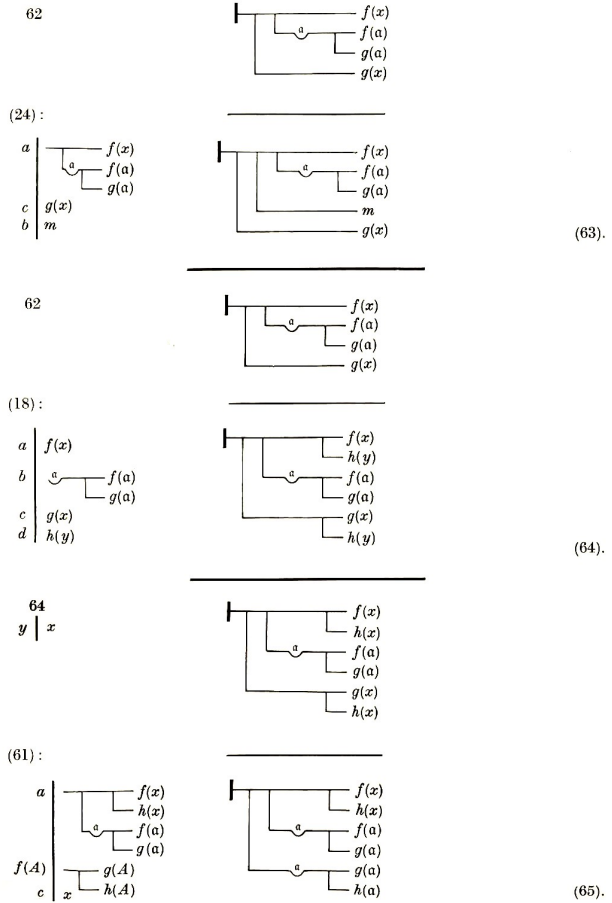 62
f(x)
a f(a)
g(a)
g(x)
(24) :
a f(x) f(x)
a f(a) a f(a)
g(a) g(a)
c g(x) m
b m g(x) (63).
62 f(x)
a f(a)
g(a)
g(x)
(18) :
a f(x) f(x)
h(y)
b a f(a) a f(a)
g(a) g(a)
c g(x) g(x)
d h(y) h(y)
(64).
64 f(x)
y x h(x)
a f(a)
g(a)
g(x)
h(x)
(61) :
a f(x) f(x)
h(x) h(x)
a f(a) a f(a)
g(a) g(a)
f(A) g(A) a g(a)
c x h(A) h(a) (65).